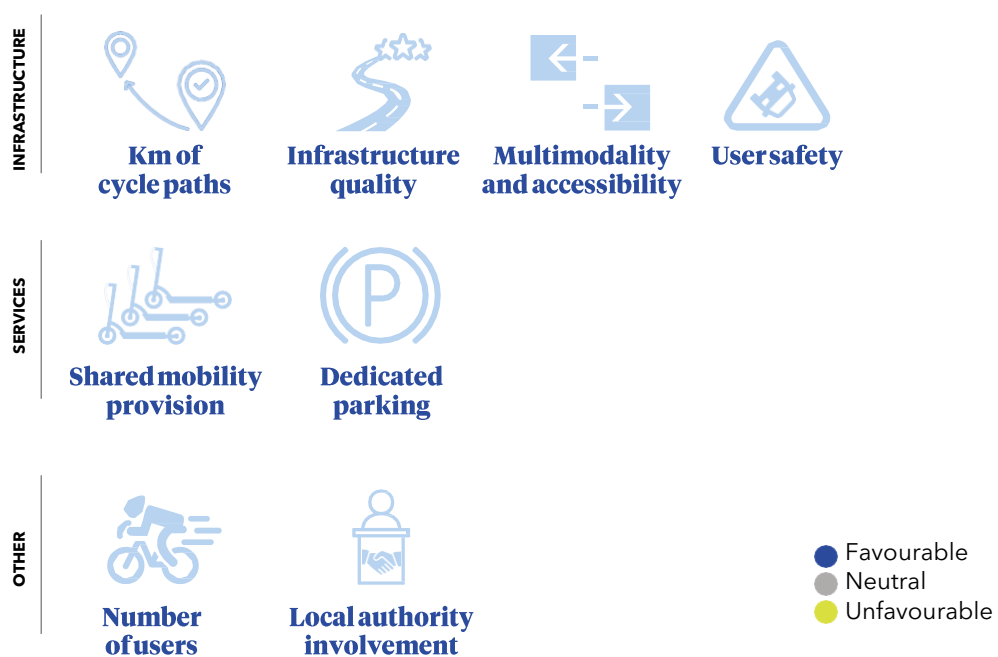 INFRASTRUCTURE
Km of
cycle paths
Infrastructure
quality
Multimodality
and accessibility
User safety
SERVICES
Shared mobility
provision
P
Dedicated
parking
OTHER
Number
of users
Local authority
involvement
Favourable
Neutral
Unfavourable